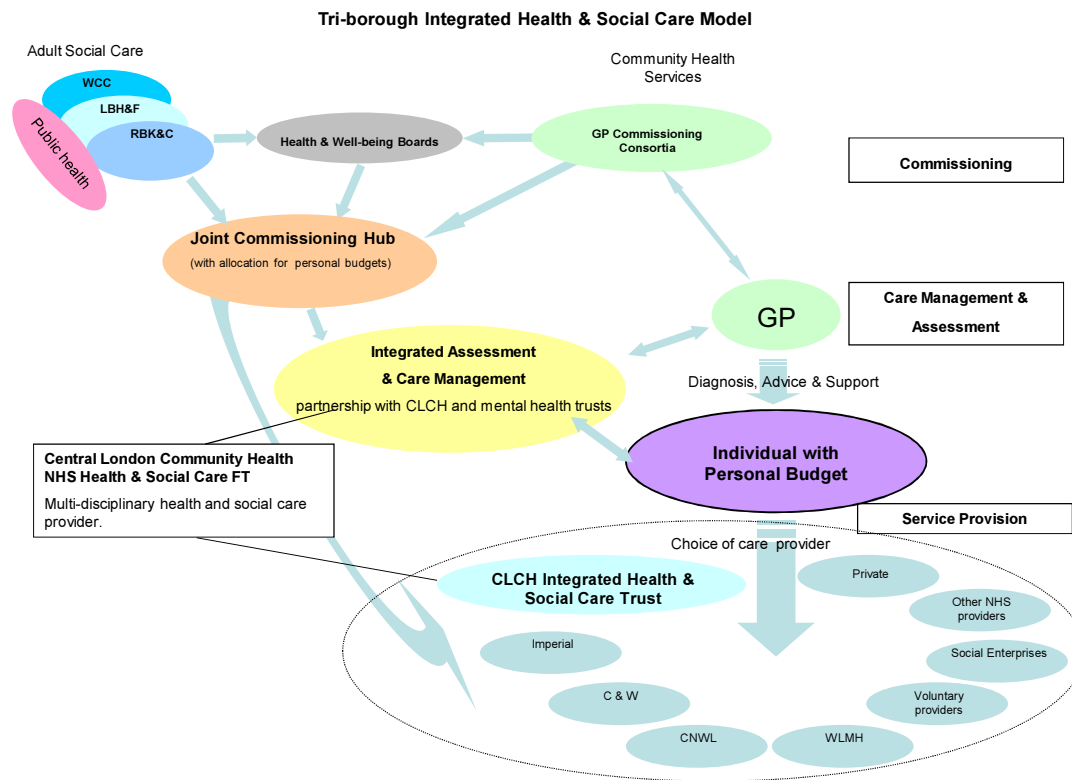 Tri-borough Integrated Health & Social Care Model
Adult Social Care
WCC
LBH&F
RBK&C
Public health
Health & Well-being Boards
Community Health
Services
GP Commissioning
Consortia
Commissioning
Joint Commissioning Hub
(with allocation for personal budgets)
GP
Care Management &
Assessment
Integrated Assessment
& Care Management
partnership with CLCH and mental health trusts
Diagnosis, Advice & Support
Individual with
Personal Budget
Central London Community Health
NHS Health & Social Care FT
Multi-disciplinary health and social care
provider.
Service Provision
Choice of care provider
CLCH Integrated Health &
Social Care Trust
Private
Other NHS
providers
Imperial
Social Enterprises
C & W
Voluntary
providers
CNWL
WLMH